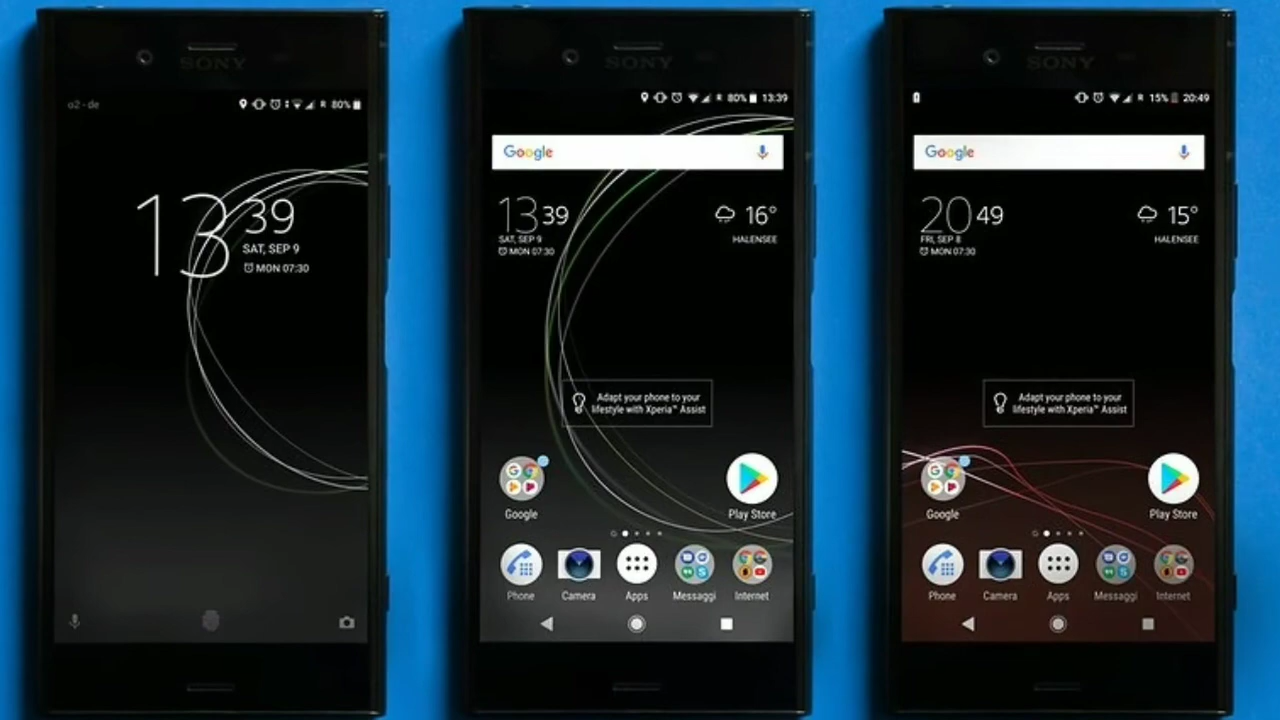 SONY
o2 - de
80%
13
39
SAT, SEP 9
MON 07:30
SONY
80% 13:39
Google
13 39
SAT, SEP 9
MON 07:30
16°
HALENSEE
Adapt your phone to your
lifestyle with Xperia™ Assist
Google
Play Store
Phone
Camera
Apps
Messaggi
Internet
SONY
15% 20:49
Google
20 49
FRI, SEP 8
MON 07:30
15°
HALENSEE
Adapt your phone to your
lifestyle with Xperia™ Assist
Google
Play Store
Phone
Camera
Apps
Messaggi
Internet